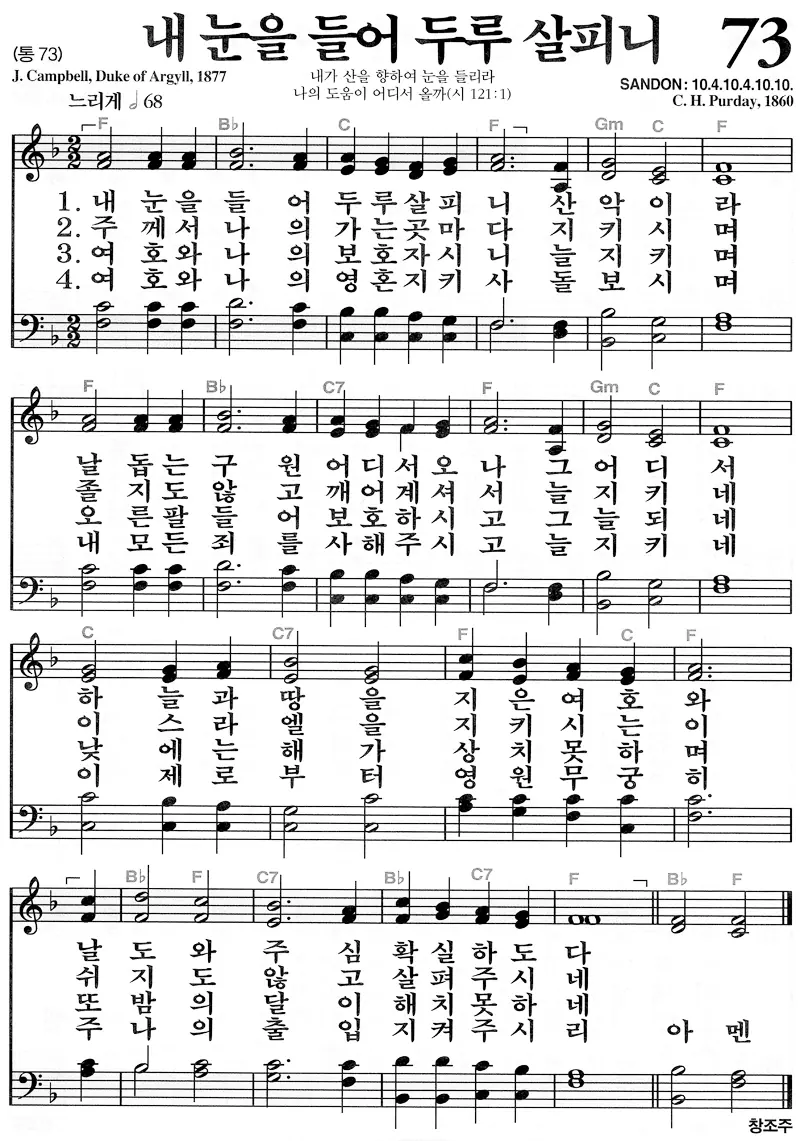 (통 73)
내 눈을 들어 두루 살피니
73
J. Campbell, Duke of Argyll, 1877
내가 산을 향하여 눈을 들리라
나의 도움이 어디서 올까(시 121:1)
SANDON: 10.4.10.4.10.10.
C. H. Purday, 1860
느리게 𝅗𝅥 68
F B♭ C F Gm C F
1. 내 눈을 들 어 두루살피 니 산 악 이 라
2. 주 께서 나 의 가는곳마 다 지 키 시 며
3. 여 호와 나 의 보호자시 니 늘 지 키 며
4. 여 호와 나 의 영혼지키 사 돌 보 시 며
F B♭ C7 F Gm C F
날 돕는 구 원 어디서오 나 그 어 디 서
졸 지도 않 고 깨어계셔 서 늘 지 키 네
오 른팔 들 어 보호하시 고 그 늘 되 네
내 모든 죄 를 사해주시 고 늘 지 키 네
C C7 F C F
하 늘과 땅 을 지은여호 와
이 스라 엘 을 지키시는 이
낮 에는 해 가 상치못하 며
이 제로 부 터 영원무궁 히
B♭ F C7 B♭ C7 F B♭ F
날 도 와 주 심 확실하도 다
쉬 지 도 않 고 살펴주시 네
또 밤 의 달 이 해치못하 네
주 나 의 출 입 지켜주시 리 아 멘
창조주